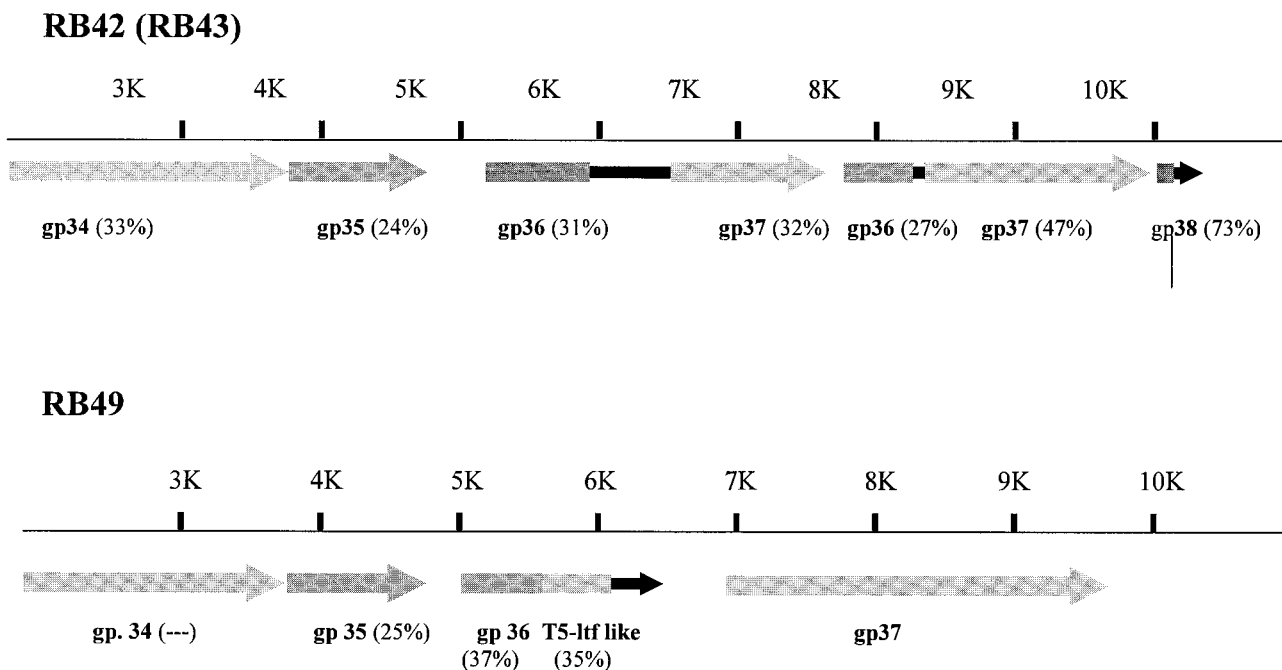 RB42 (RB43)
3K 4K 5K 6K 7K 8K 9K 10K
gp34 (33%) gp35 (24%) gp36 (31%) gp37 (32%) gp36 (27%) gp37 (47%) gp38 (73%)
RB49
3K 4K 5K 6K 7K 8K 9K 10K
gp. 34 (---) gp 35 (25%) gp 36 T5-ltf like gp37
(37%) (35%)